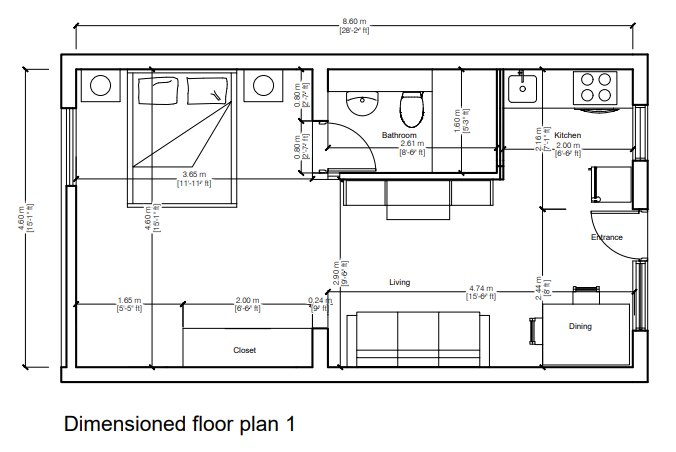 8.60 m
[28'-2" ft]
0.80 m
[2'-7" ft]
0.80 m
[2'-7" ft]
Bathroom
2.61 m
[8'-6" ft]
1.60 m
[5'-3" ft]
Kitchen
2.16 m
[7'-1" ft]
2.00 m
[6'-6" ft]
3.65 m
[11'-11" ft]
4.60 m
[15'-1" ft]
4.60 m
[15'-1" ft]
Entrance
2.90 m
[9'-6" ft]
Living
4.74 m
[15'-6" ft]
2.44 m
[8' ft]
1.65 m
[5'-5" ft]
2.00 m
[6'-6" ft]
0.24 m
[9" ft]
Dining
Closet
Dimensioned floor plan 1